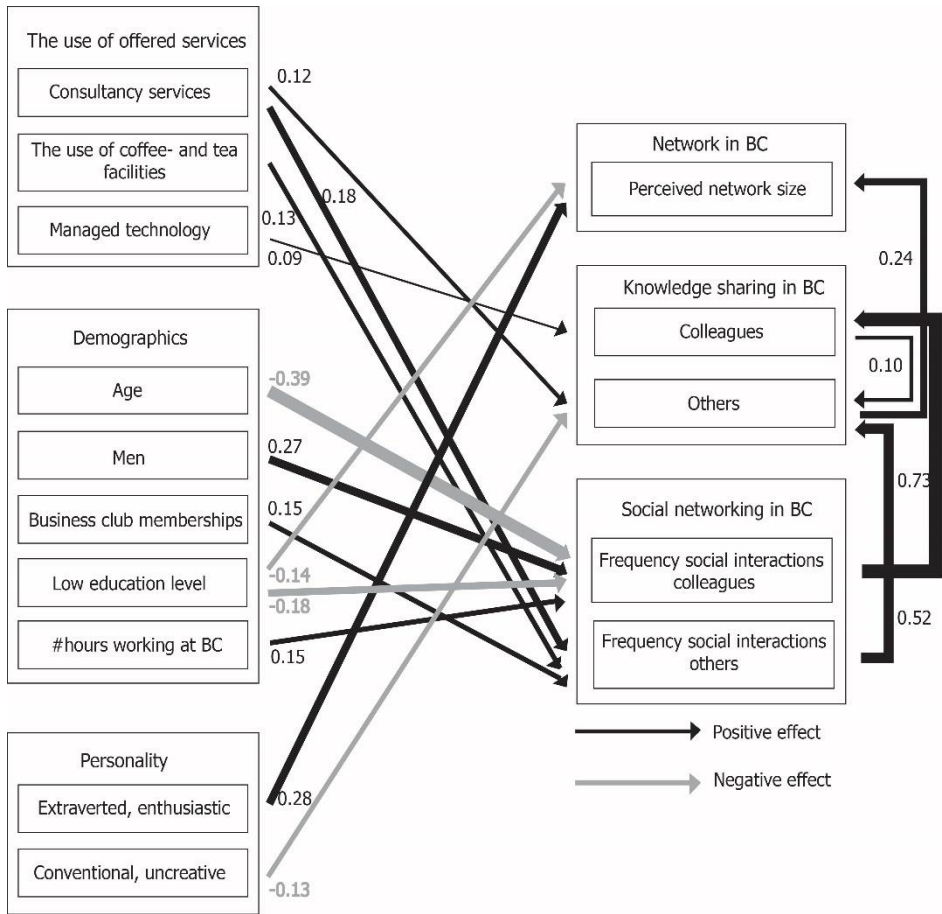 The use of offered services
Consultancy services
The use of coffee- and tea
facilities
Managed technology
0.12
0.18
0.13
0.09
Demographics
Age
Men
Business club memberships
Low education level
#hours working at BC
-0.39
0.27
0.15
-0.14
-0.18
0.15
Personality
Extraverted, enthusiastic
Conventional, uncreative
0.28
-0.13
Network in BC
Perceived network size
Knowledge sharing in BC
Colleagues
Others
Social networking in BC
Frequency social interactions
colleagues
Frequency social interactions
others
0.24
0.10
0.73
0.52
Positive effect
Negative effect